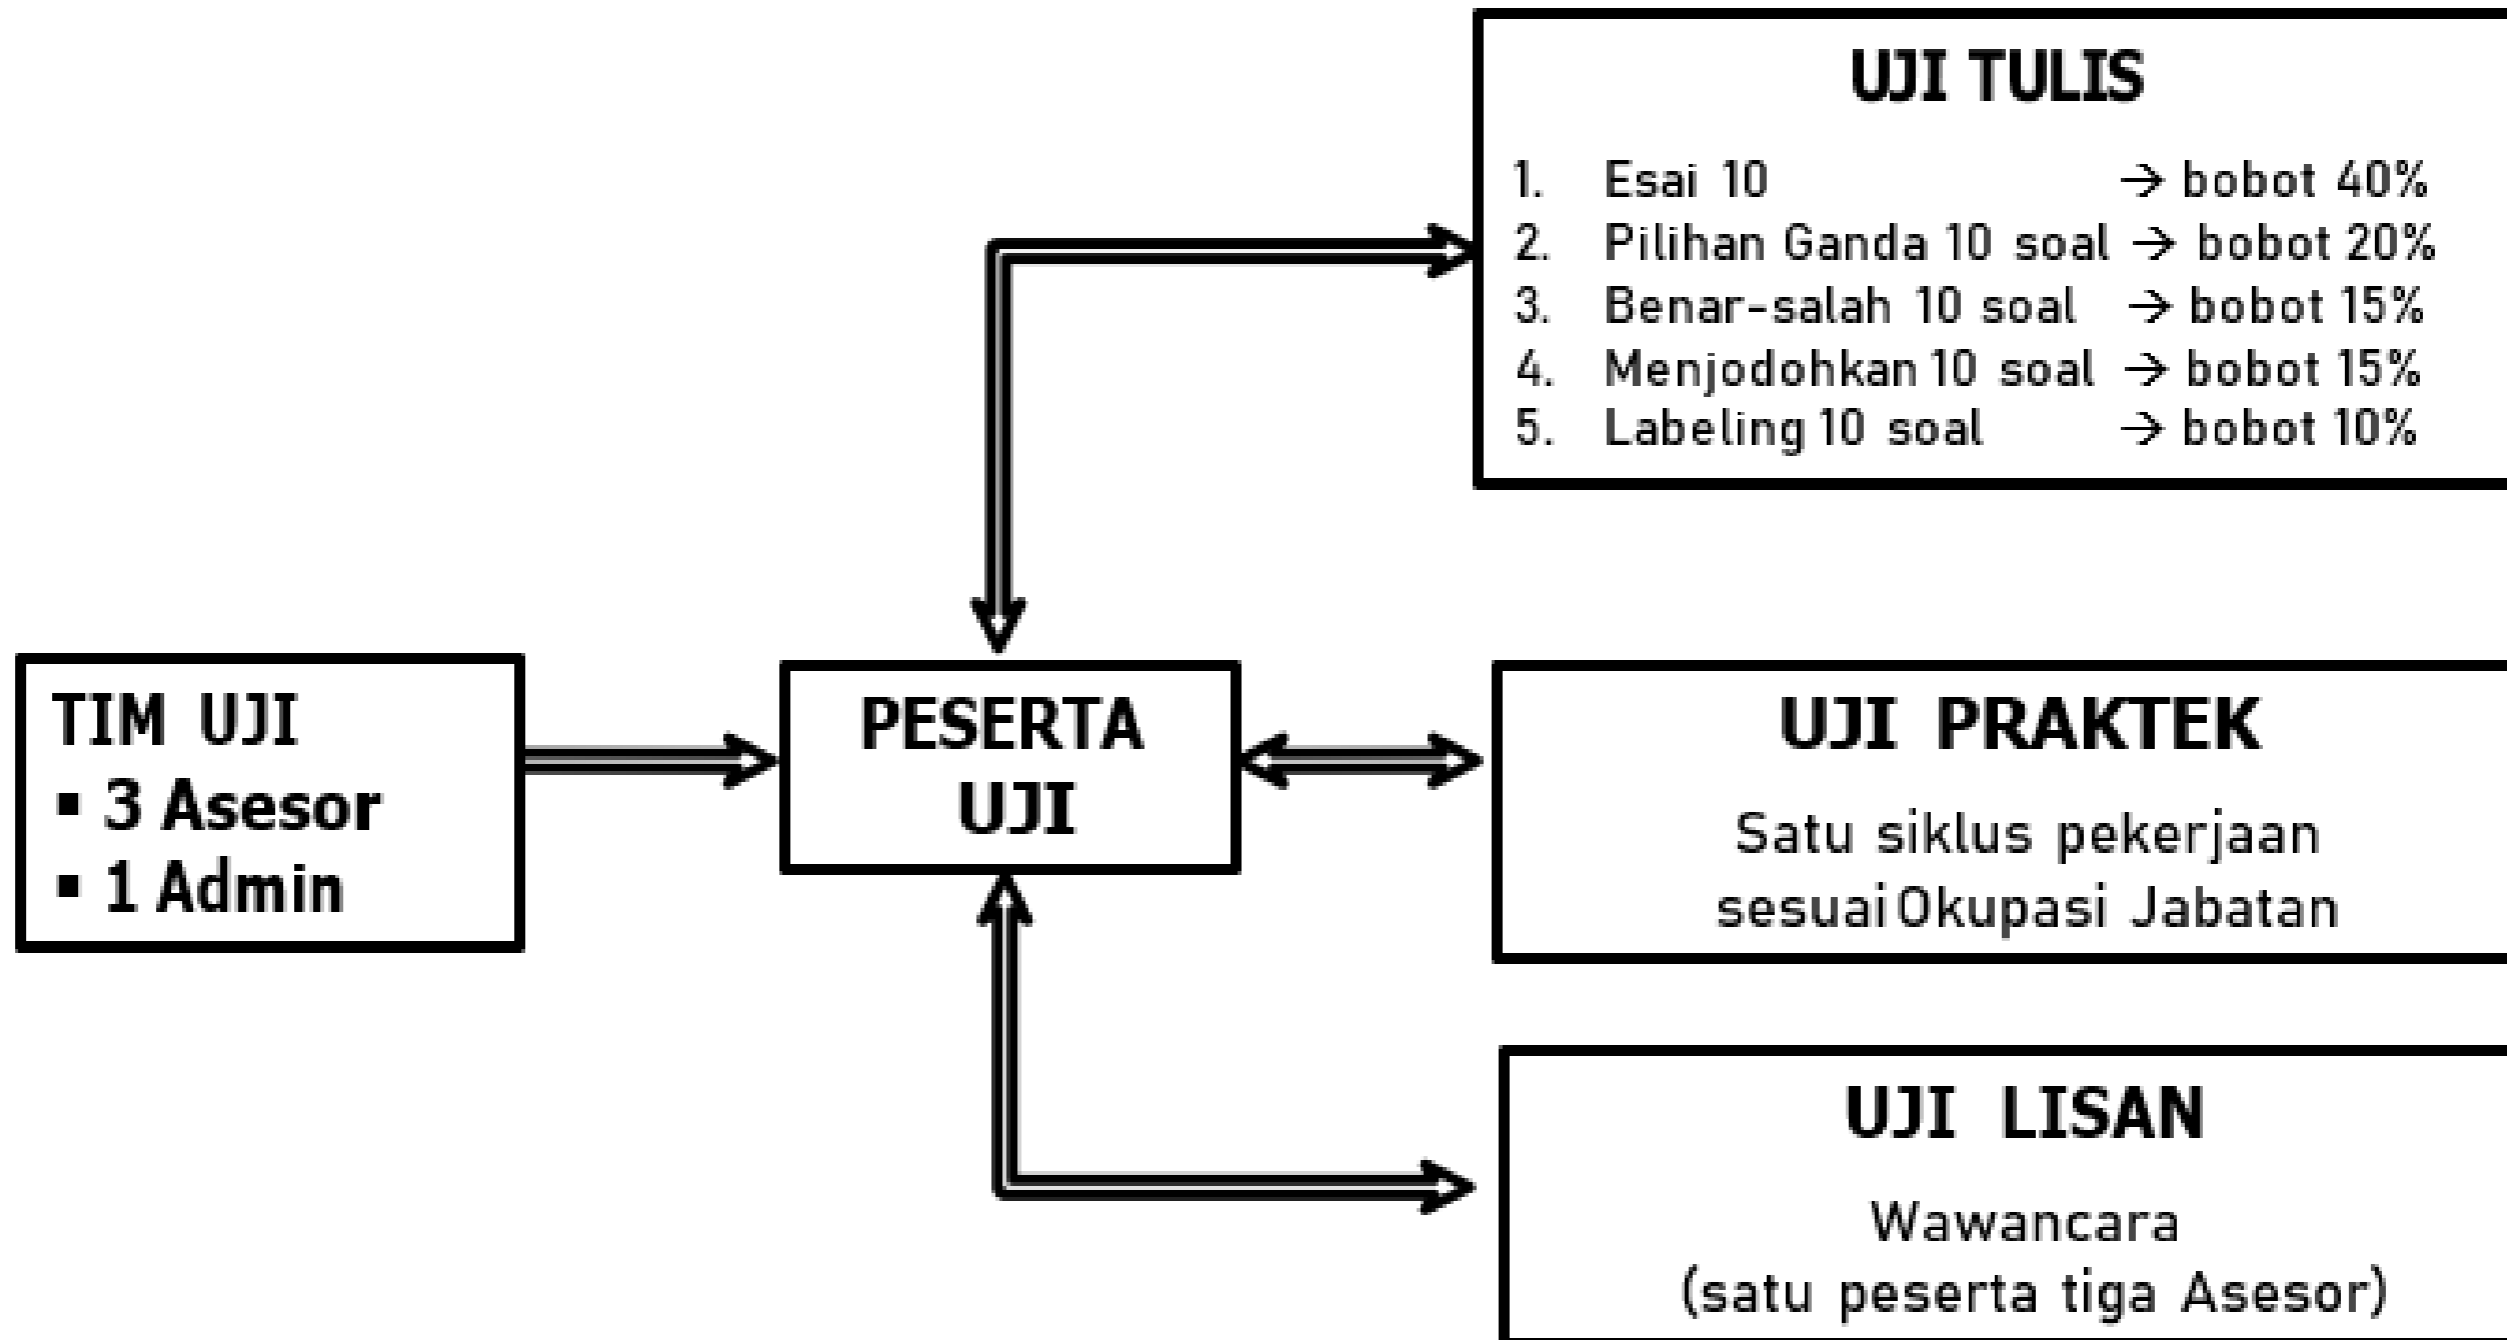 UJI TULIS
1. Esai 10 → bobot 40%
2. Pilihan Ganda 10 soal → bobot 20%
3. Benar-salah 10 soal → bobot 15%
4. Menjodohkan 10 soal → bobot 15%
5. Labeling 10 soal → bobot 10%
TIM UJI
▪ 3 Asesor
▪ 1 Admin
PESERTA
UJI
UJI PRAKTEK
Satu siklus pekerjaan
sesuai Okupasi Jabatan
UJI LISAN
Wawancara
(satu peserta tiga Asesor)